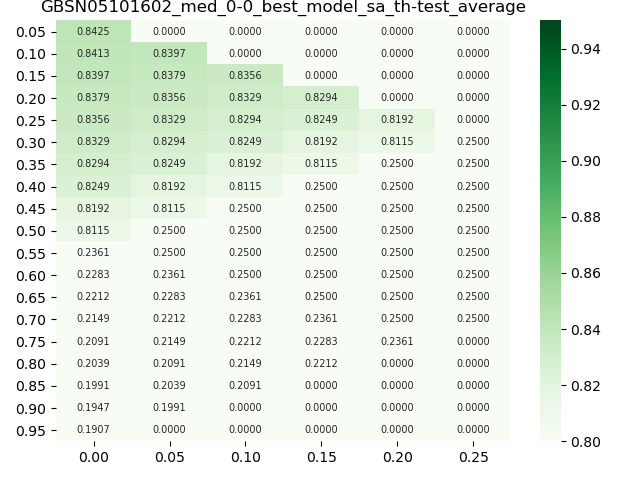 GBSN05101602_med_0-0_best_model_sa_th-test_average
0.05 0.8425 0.0000 0.0000 0.0000 0.0000 0.0000
0.10 0.8413 0.8397 0.0000 0.0000 0.0000 0.0000
0.15 0.8397 0.8379 0.8356 0.0000 0.0000 0.0000
0.20 0.8379 0.8356 0.8329 0.8294 0.0000 0.0000
0.25 0.8356 0.8329 0.8294 0.8249 0.8192 0.0000
0.30 0.8329 0.8294 0.8249 0.8192 0.8115 0.2500
0.35 0.8294 0.8249 0.8192 0.8115 0.2500 0.2500
0.40 0.8249 0.8192 0.8115 0.2500 0.2500 0.2500
0.45 0.8192 0.8115 0.2500 0.2500 0.2500 0.2500
0.50 0.8115 0.2500 0.2500 0.2500 0.2500 0.2500
0.55 0.2361 0.2500 0.2500 0.2500 0.2500 0.2500
0.60 0.2283 0.2361 0.2500 0.2500 0.2500 0.2500
0.65 0.2212 0.2283 0.2361 0.2500 0.2500 0.2500
0.70 0.2149 0.2212 0.2283 0.2361 0.2500 0.2500
0.75 0.2091 0.2149 0.2212 0.2283 0.2361 0.0000
0.80 0.2039 0.2091 0.2149 0.2212 0.0000 0.0000
0.85 0.1991 0.2039 0.2091 0.0000 0.0000 0.0000
0.90 0.1947 0.1991 0.0000 0.0000 0.0000 0.0000
0.95 0.1907 0.0000 0.0000 0.0000 0.0000 0.0000
0.00 0.05 0.10 0.15 0.20 0.25
0.94
0.92
0.90
0.88
0.86
0.84
0.82
0.80